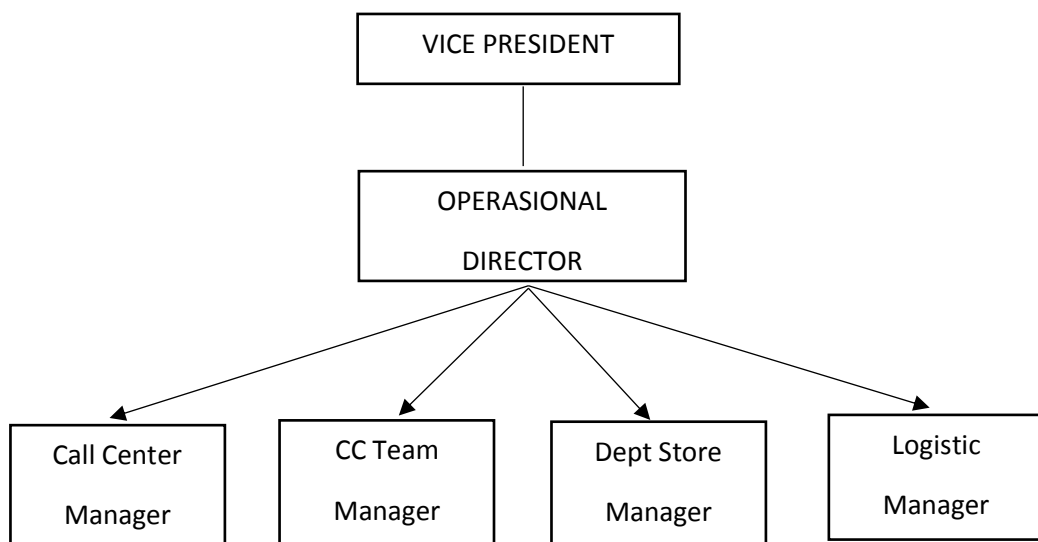 VICE PRESIDENT
OPERASIONAL
DIRECTOR
Call Center
Manager
CC Team
Manager
Dept Store
Manager
Logistic
Manager